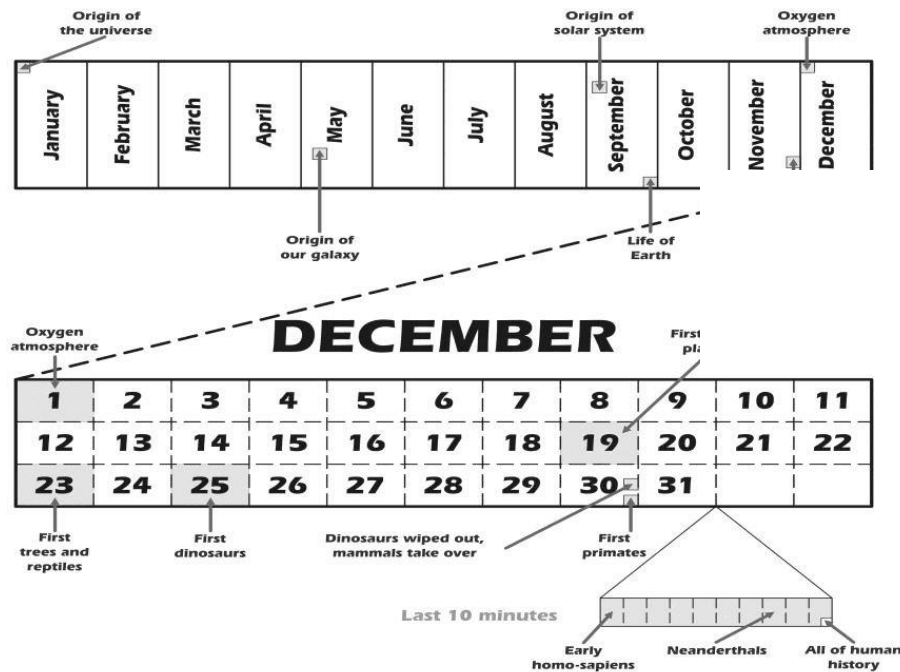 Origin of
the universe
Origin of
solar system
Oxygen
atmosphere
January
February
March
April
May
June
July
August
September
October
November
December
Origin of
our galaxy
Life of
Earth
DECEMBER
Oxygen
atmosphere
First
1 2 3 4 5 6 7 8 9 10 11
12 13 14 15 16 17 18 19 20 21 22
23 24 25 26 27 28 29 30 31
First
trees and
reptiles
First
dinosaurs
Dinosaurs wiped out,
mammals take over
First
primates
Last 10 minutes
Early
homo-sapiens
Neanderthals
All of human
history